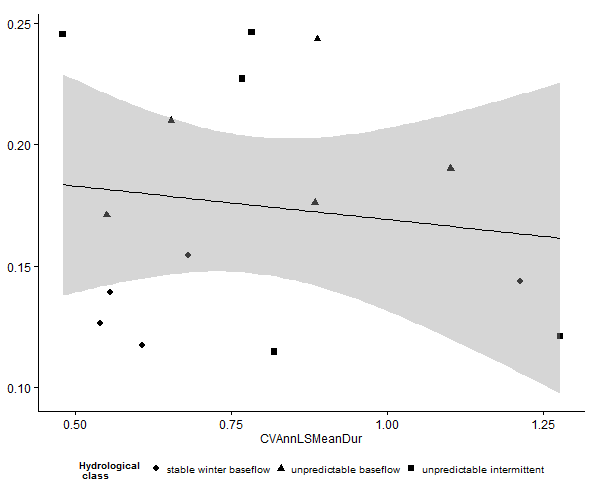 0.25
0.20
0.15
0.10
0.50 0.75 1.00 1.25
CVAnnLSMeanDur
Hydrological
class
stable winter baseflow unpredictable baseflow unpredictable intermittent